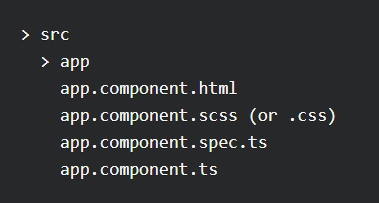 > src
> app
app.component.html
app.component.scss (or .css)
app.component.spec.ts
app.component.ts